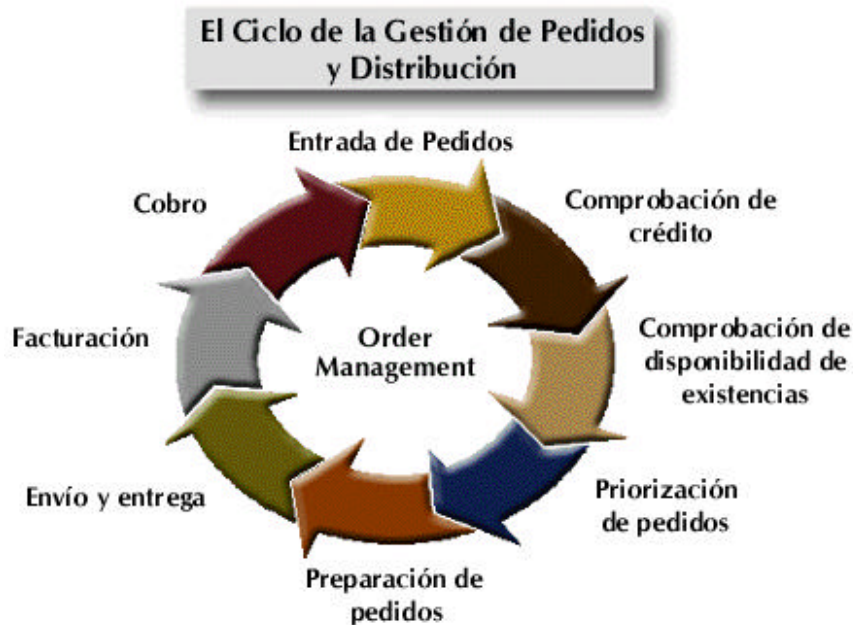 El Ciclo de la Gestión de Pedidos
y Distribución
Entrada de Pedidos
Comprobación de
crédito
Comprobación de
disponibilidad de
existencias
Priorización
de pedidos
Preparación de
pedidos
Envío y entrega
Facturación
Cobro
Order
Management